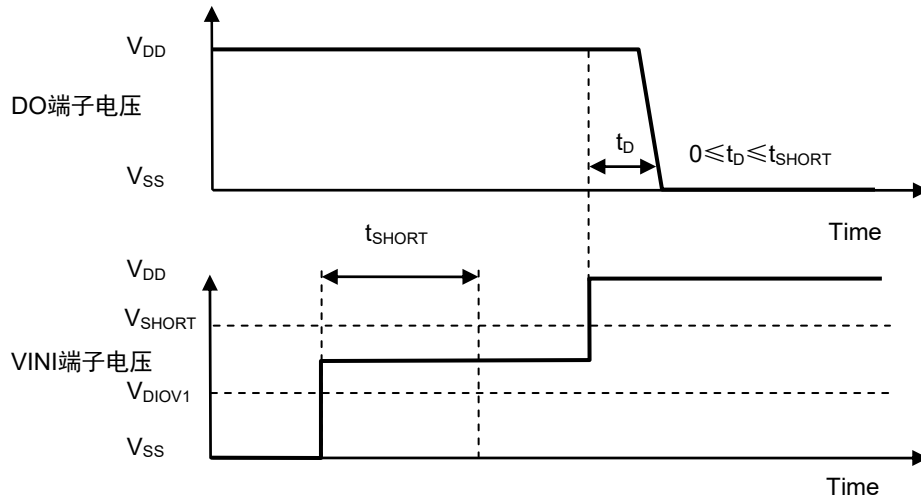 VDD
DO端子电压
tD
0≤tD≤tSHORT
VSS
Time
tSHORT
VDD
VSHORT
VINI端子电压
VDIOV1
VSS
Time